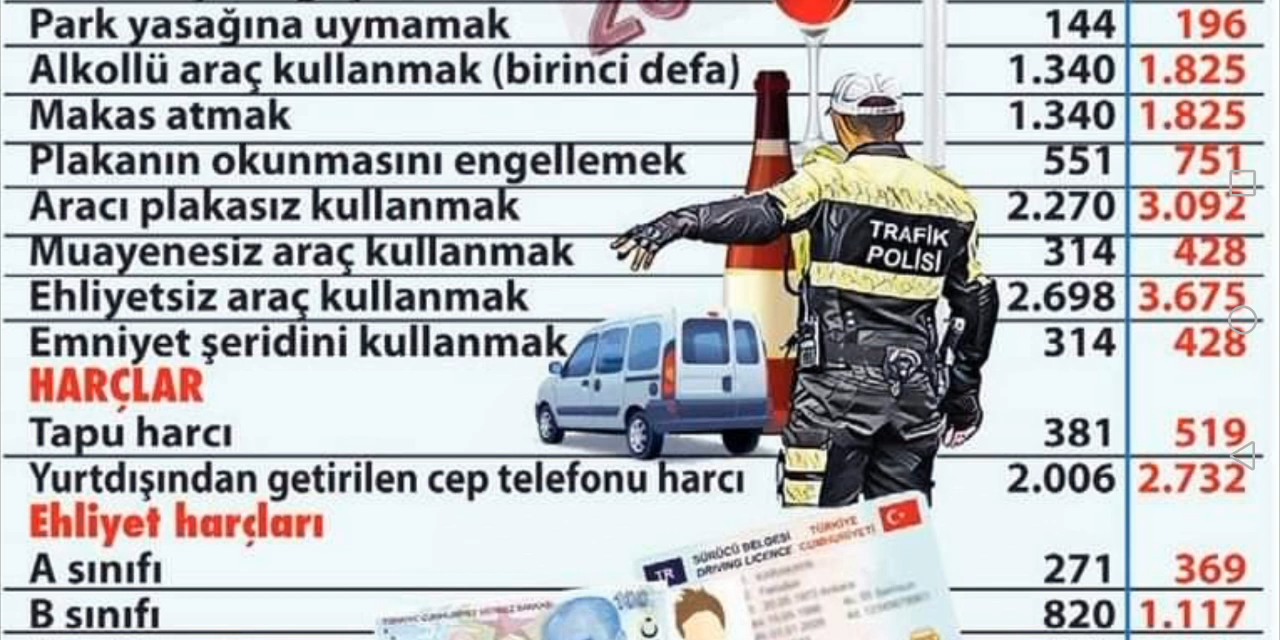 Park yasağına uymamak 144 196
Alkollü araç kullanmak (birinci defa) 1.340 1.825
Makas atmak 1.340 1.825
Plakanın okunmasını engellemek 551 751
Aracı plakasız kullanmak 2.270 3.092
TRAFİK
POLİSİ
Muayenesiz araç kullanmak 314 428
Ehliyetsiz araç kullanmak 2.698 3.675
Emniyet şeridini kullanmak 314 428
HARÇLAR
Tapu harcı 381 519
Yurtdışından getirilen cep telefonu harcı 2.006 2.732
Ehliyet harçları
SÜRÜCÜ BELGESİ TÜRKİYE
DRIVING LICENCE CUMHURİYETİ
TR
A sınıfı 271 369
100
B sınıfı 820 1.117